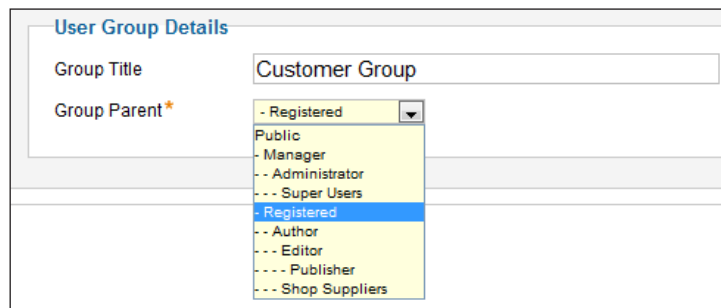 User Group Details
Group Title Customer Group
Group Parent* - Registered
Public
- Manager
- - Administrator
- - - Super Users
- Registered
- - Author
- - - Editor
- - - - Publisher
- - - Shop Suppliers